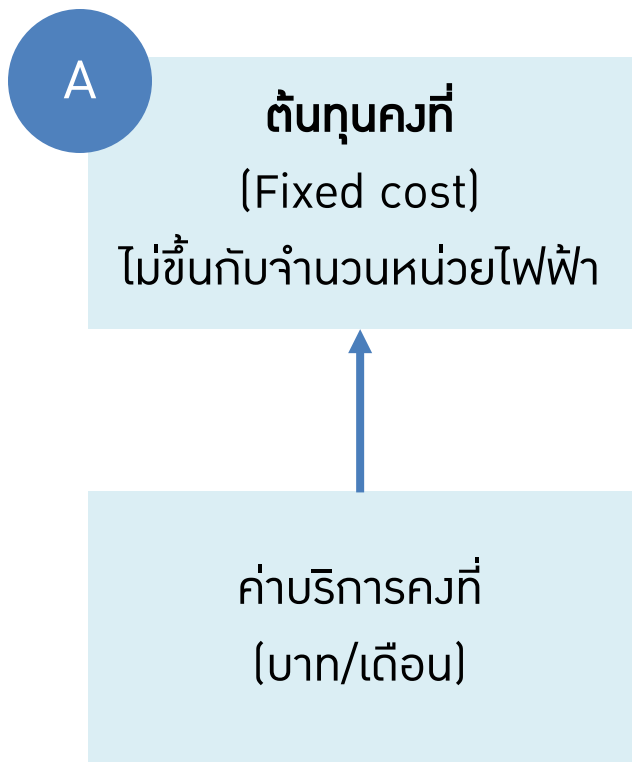 A
ต้นทุนคงที่
(Fixed cost)
ไม่ขึ้นกับจำนวนหน่วยไฟฟ้า
ค่าบริการคงที่
(บาท/เดือน)